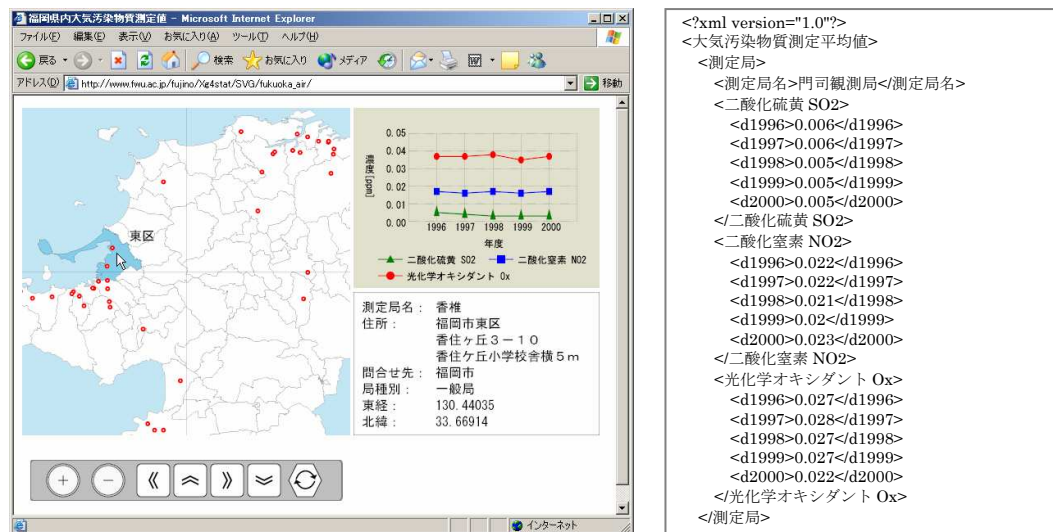 福岡県内大気汚染物質測定値 - Microsoft Internet Explorer
ファイル(F) 編集(E) 表示(V) お気に入り(A) ツール(T) ヘルプ(H)
戻る 検索 お気に入り メディア
アドレス(D) http://www.fwu.ac.jp/fujino/Xg4stat/SVG/fukuoka_air/ 移動
東区
濃度[ppm]
0.05
0.04
0.03
0.02
0.01
0.00
1996 1997 1998 1999 2000
年度
二酸化硫黄 SO2 二酸化窒素 NO2
光化学オキシダント Ox
測定局名: 香椎
住所: 福岡市東区
香住ヶ丘3-10
香住ケ丘小学校舎横5m
問合せ先: 福岡市
局種別: 一般局
東経: 130.44035
北緯: 33.66914
インターネット
<?xml version="1.0"?>
<大気汚染物質測定平均値>
<測定局>
<測定局名>門司観測局</測定局名>
<二酸化硫黄 SO2>
<d1996>0.006</d1996>
<d1997>0.006</d1997>
<d1998>0.005</d1998>
<d1999>0.005</d1999>
<d2000>0.005</d2000>
</二酸化硫黄 SO2>
<二酸化窒素 NO2>
<d1996>0.022</d1996>
<d1997>0.022</d1997>
<d1998>0.021</d1998>
<d1999>0.02</d1999>
<d2000>0.023</d2000>
</二酸化窒素 NO2>
<光化学オキシダント Ox>
<d1996>0.027</d1996>
<d1997>0.028</d1997>
<d1998>0.027</d1998>
<d1999>0.027</d1999>
<d2000>0.022</d2000>
</光化学オキシダント Ox>
</測定局>